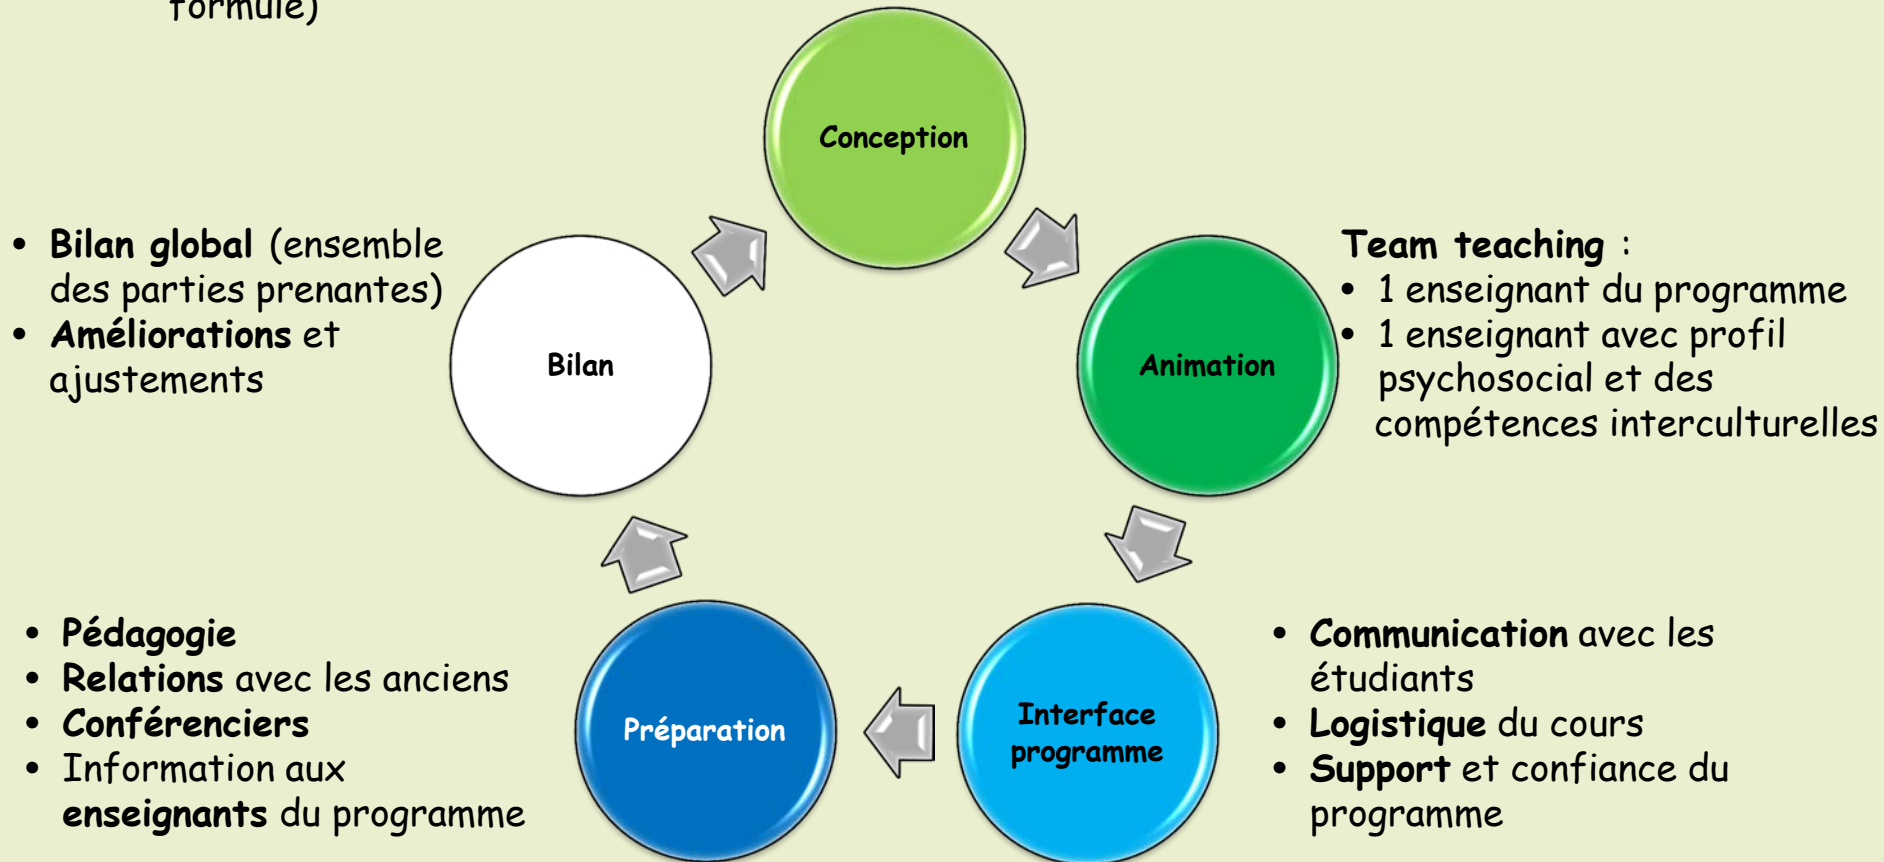 formule)
Conception
• Bilan global (ensemble
des parties prenantes)
• Améliorations et
ajustements
Bilan
Animation
Team teaching :
• 1 enseignant du programme
• 1 enseignant avec profil
psychosocial et des
compétences interculturelles
• Pédagogie
• Relations avec les anciens
• Conférenciers
• Information aux
enseignants du programme
Préparation
Interface
programme
• Communication avec les
étudiants
• Logistique du cours
• Support et confiance du
programme